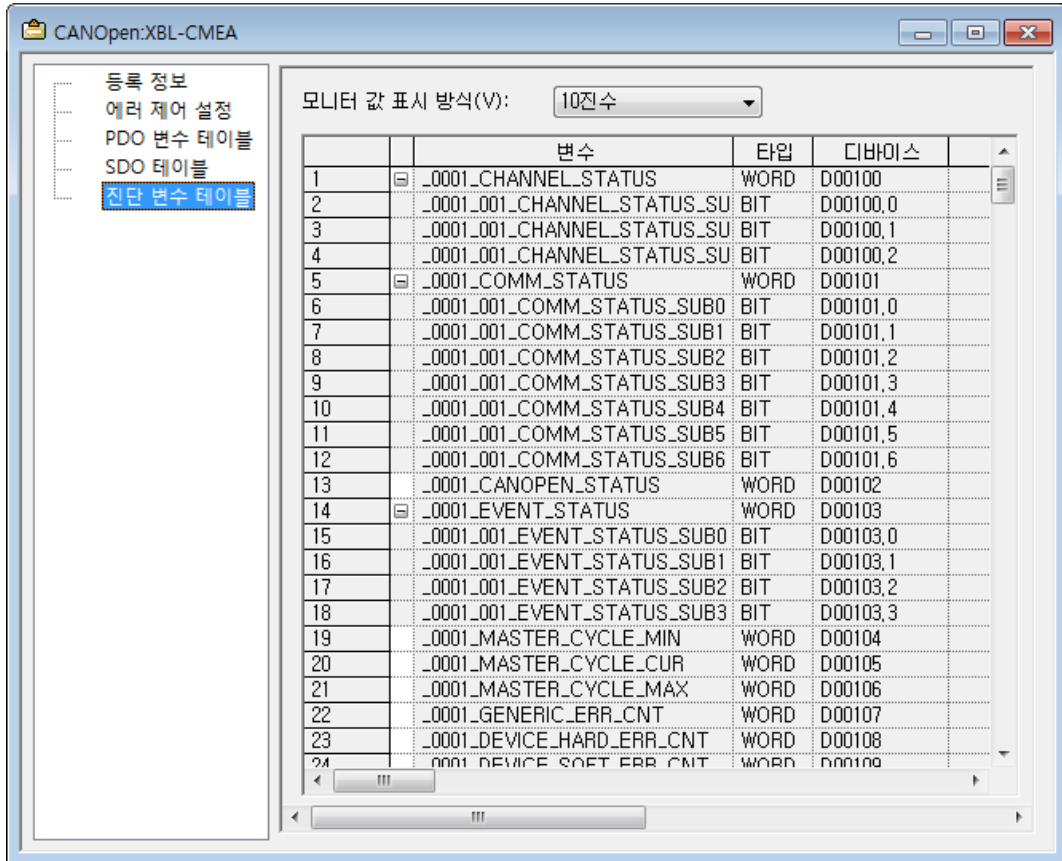 CANOpen:XBL-CMEA
등록 정보
에러 제어 설정
PDO 변수 테이블
SDO 테이블
진단 변수 테이블
모니터 값 표시 방식(V): 10진수
변수 타입 디바이스
1 _0001_CHANNEL_STATUS WORD D00100
2 _0001_001_CHANNEL_STATUS_SU BIT D00100.0
3 _0001_001_CHANNEL_STATUS_SU BIT D00100.1
4 _0001_001_CHANNEL_STATUS_SU BIT D00100.2
5 _0001_COMM_STATUS WORD D00101
6 _0001_001_COMM_STATUS_SUB0 BIT D00101.0
7 _0001_001_COMM_STATUS_SUB1 BIT D00101.1
8 _0001_001_COMM_STATUS_SUB2 BIT D00101.2
9 _0001_001_COMM_STATUS_SUB3 BIT D00101.3
10 _0001_001_COMM_STATUS_SUB4 BIT D00101.4
11 _0001_001_COMM_STATUS_SUB5 BIT D00101.5
12 _0001_001_COMM_STATUS_SUB6 BIT D00101.6
13 _0001_CANOPEN_STATUS WORD D00102
14 _0001_EVENT_STATUS WORD D00103
15 _0001_001_EVENT_STATUS_SUB0 BIT D00103.0
16 _0001_001_EVENT_STATUS_SUB1 BIT D00103.1
17 _0001_001_EVENT_STATUS_SUB2 BIT D00103.2
18 _0001_001_EVENT_STATUS_SUB3 BIT D00103.3
19 _0001_MASTER_CYCLE_MIN WORD D00104
20 _0001_MASTER_CYCLE_CUR WORD D00105
21 _0001_MASTER_CYCLE_MAX WORD D00106
22 _0001_GENERIC_ERR_CNT WORD D00107
23 _0001_DEVICE_HARD_ERR_CNT WORD D00108
24 _0001_DEVICE_SOFT_ERR_CNT WORD D00109